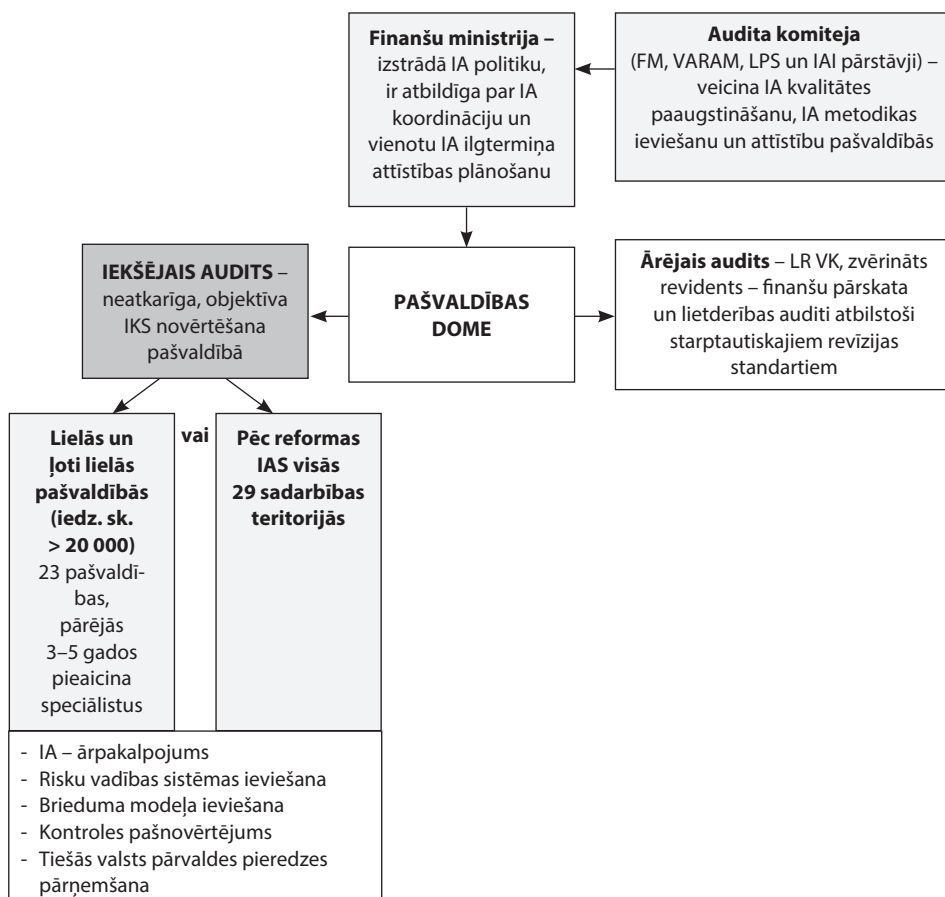 Finanšu ministrija –
izstrādā IA politiku,
ir atbildīga par IA
koordināciju un
vienotu IA ilgtermiņa
attīstības plānošanu
Audita komiteja
(FM, VARAM, LPS un IAI pārstāvji) –
veicina IA kvalitātes
paaugstināšanu, IA metodikas
ieviešanu un attīstību pašvaldībās
IEKŠĒJAIS AUDITS –
neatkarīga, objektīva
IKS novērtēšana
pašvaldībā
PAŠVALDĪBAS
DOME
Ārējais audits – LR VK, zvērināts
revidents – finanšu pārskata
un lietderības auditi atbilstoši
starptautiskajiem revīzijas
standartiem
Lielās un
ļoti lielās
pašvaldībās
(iedz. sk.
> 20 000)
23 pašvaldī-
bas,
pārējās
3–5 gados
pieaicina
speciālistus
vai
Pēc reformas
IAS visās
29 sadarbības
teritorijās
- IA – ārpakalpojums
- Risku vadības sistēmas ieviešana
- Brieduma modeļa ieviešana
- Kontroles pašnovērtējums
- Tiešās valsts pārvaldes pieredzes
pārņemšana